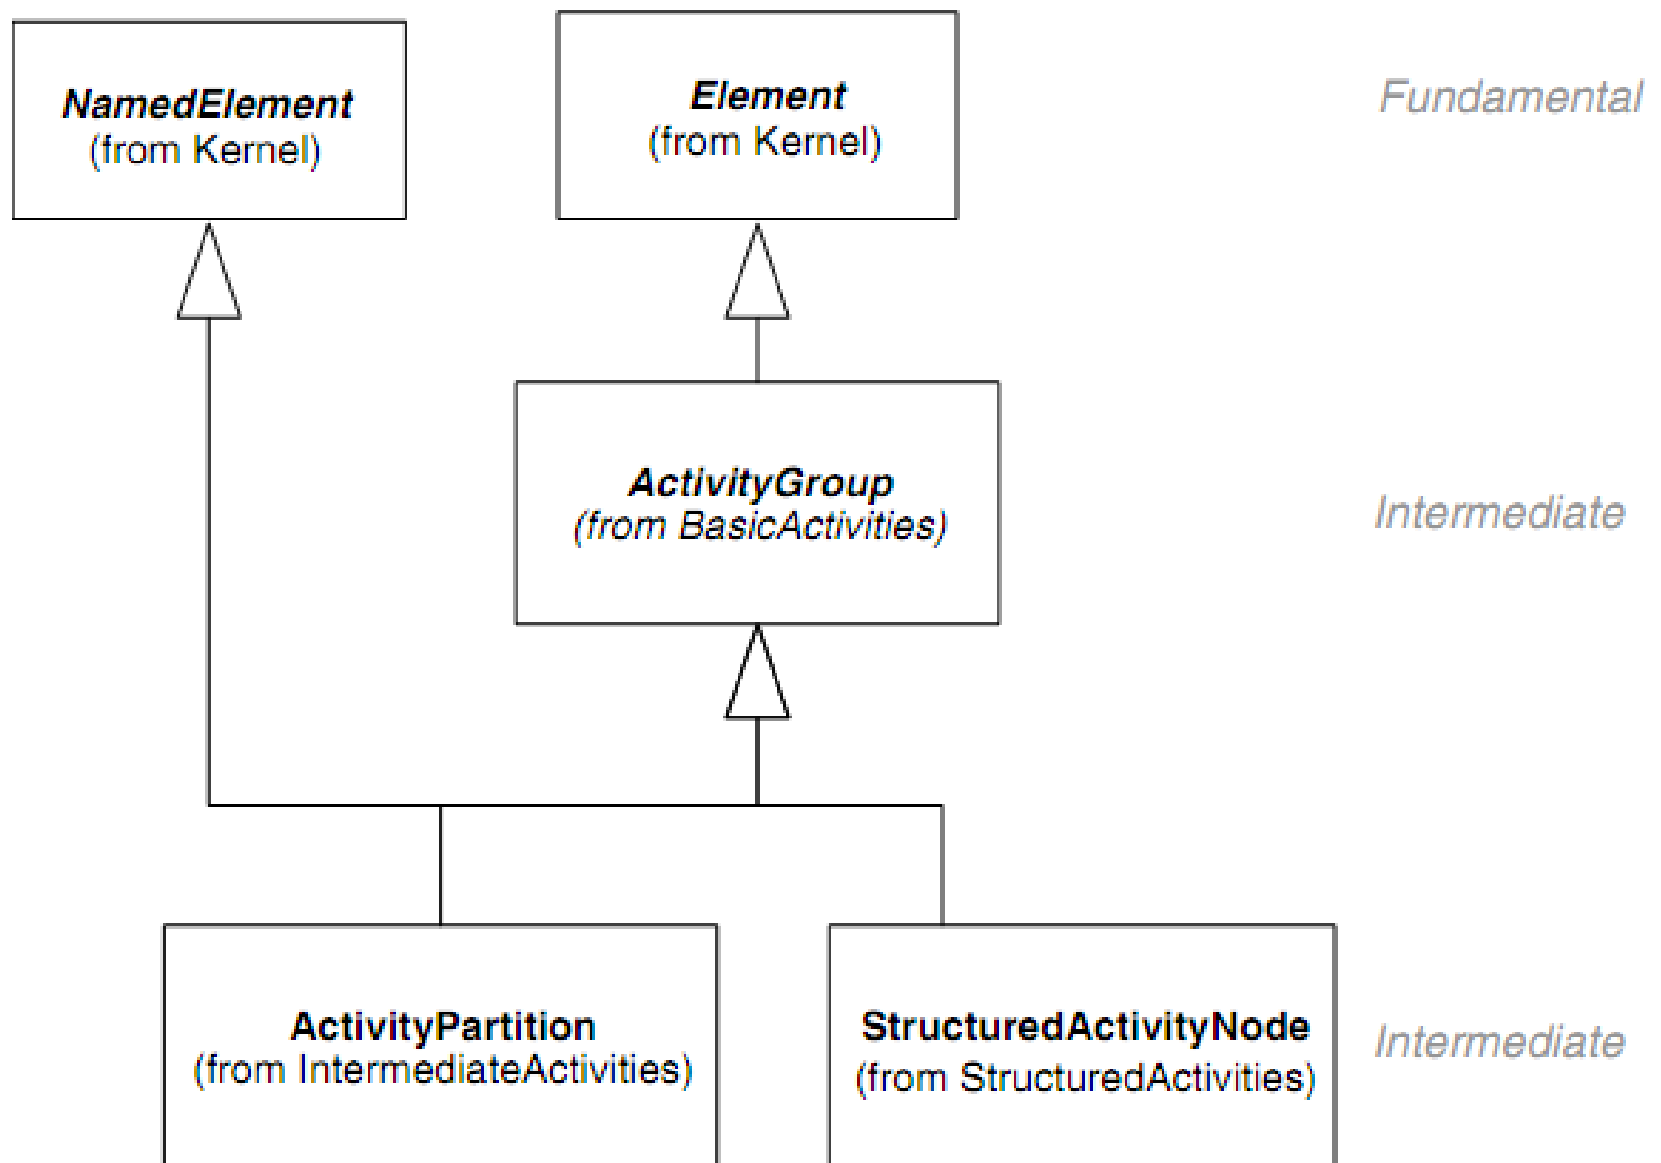 NamedElement
(from Kernel)
Element
(from Kernel)
Fundamental
ActivityGroup
(from BasicActivities)
Intermediate
ActivityPartition
(from IntermediateActivities)
StructuredActivityNode
(from StructuredActivities)
Intermediate